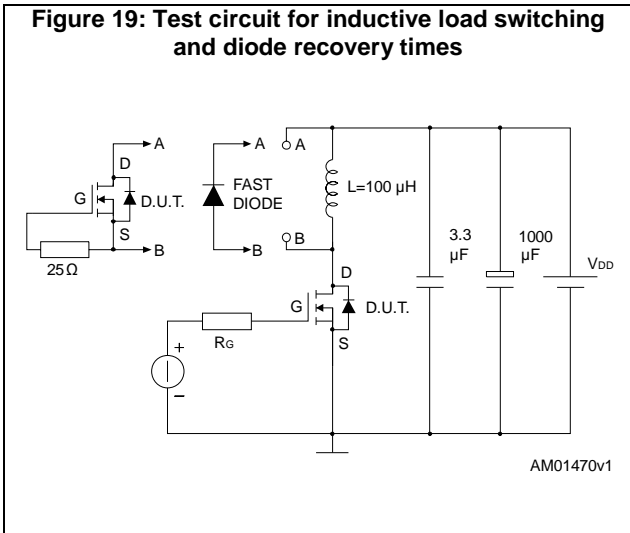 Figure 19: Test circuit for inductive load switching
and diode recovery times
A
D
G
D.U.T.
S
B
25Ω
A
FAST
DIODE
B
A
L=100 µH
B
D
G
D.U.T.
S
RG
+
–
3.3
µF
1000
µF
VDD
AM01470v1